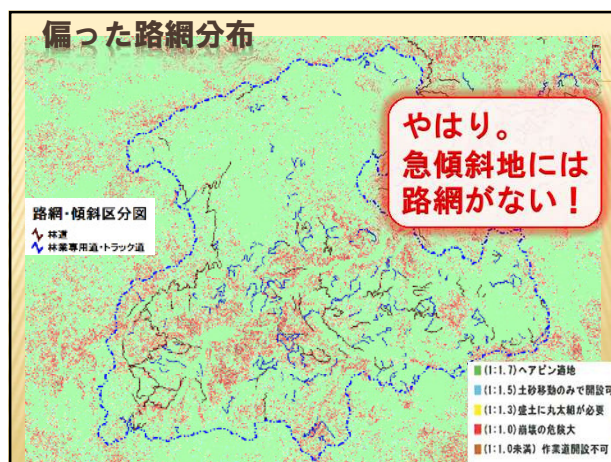 偏った路網分布
やはり。
急傾斜地には
路網がない！
路網・傾斜区分図
林道
林業専用道・トラック道
(1:1.7)ヘアピン適地
(1:1.5)土砂移動のみで開設可
(1:1.3)盛土に丸太組が必要
(1:1.0)崩壊の危険大
(1:1.0未満) 作業道開設不可